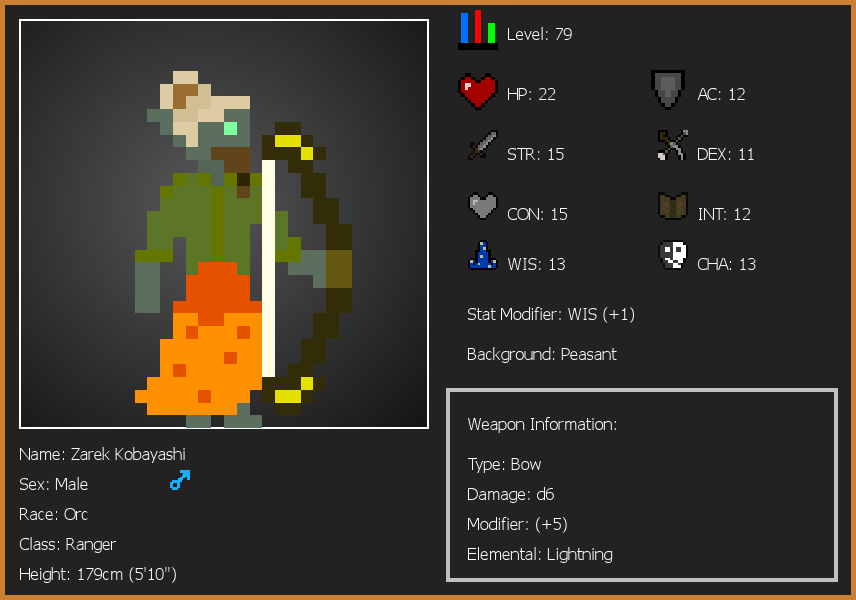 Level: 79
HP: 22
AC: 12
STR: 15
DEX: 11
CON: 15
INT: 12
WIS: 13
CHA: 13
Stat Modifier: WIS (+1)
Background: Peasant
Weapon Information:
Type: Bow
Damage: d6
Modifier: (+5)
Elemental: Lightning
Name: Zarek Kobayashi
Sex: Male
Race: Orc
Class: Ranger
Height: 179cm (5'10")